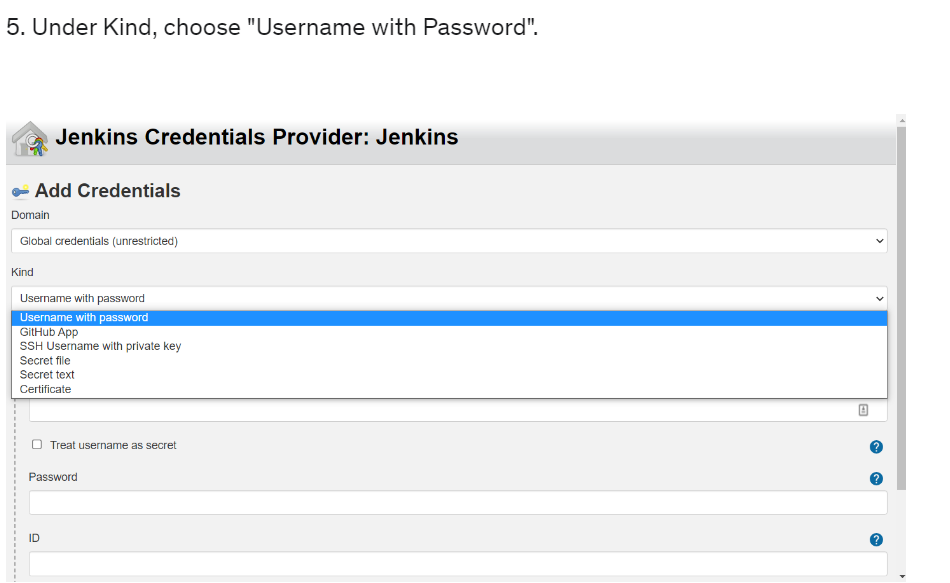 5. Under Kind, choose "Username with Password".
Jenkins Credentials Provider: Jenkins
Add Credentials
Domain
Global credentials (unrestricted)
Kind
Username with password
Username with password
GitHub App
SSH Username with private key
Secret file
Secret text
Certificate
Treat username as secret
?
Password
?
ID
?